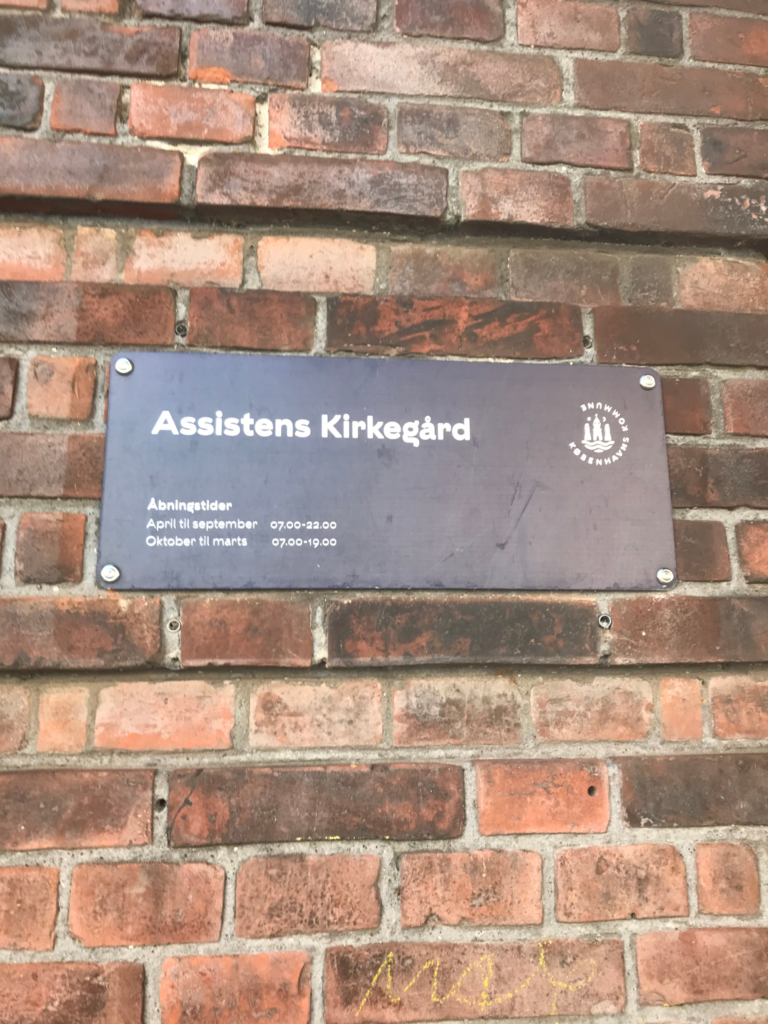 Assistens Kirkegård
KØBENHAVNS KOMMUNE
Åbningstider
April til september 07.00-22.00
Oktober til marts 07.00-19.00